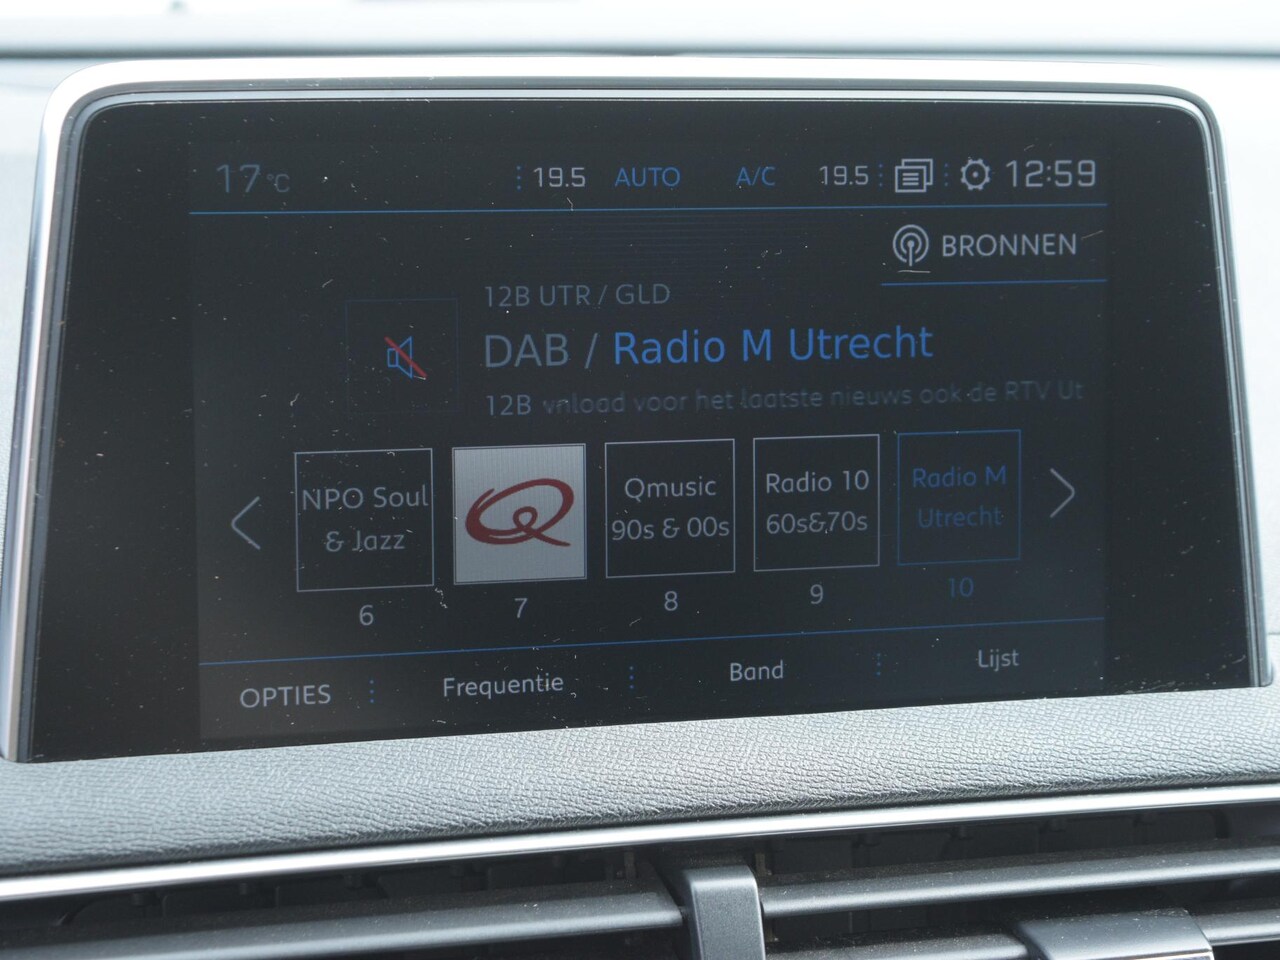 17 °C 19.5 AUTO A/C 19.5 12:59
BRONNEN
12B UTR / GLD
DAB / Radio M Utrecht
12B voor het laatste nieuws ook de RTV Ut
NPO Soul
& Jazz
Q
Qmusic
90s & 00s
Radio 10
60s&70s
Radio M
Utrecht
6 7 8 9 10
OPTIES Frequentie Band Lijst